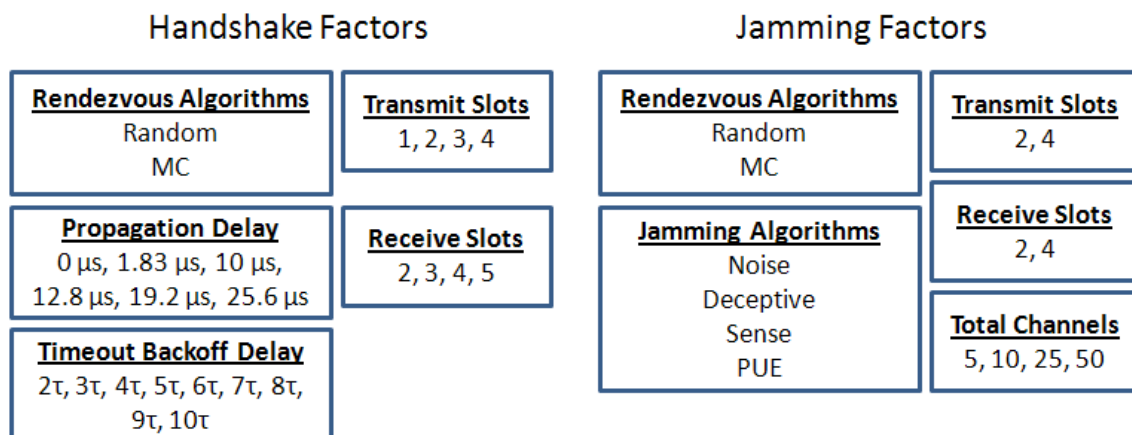 Handshake Factors
Rendezvous Algorithms
Random
MC
Transmit Slots
1, 2, 3, 4
Propagation Delay
0 µs, 1.83 µs, 10 µs,
12.8 µs, 19.2 µs, 25.6 µs
Receive Slots
2, 3, 4, 5
Timeout Backoff Delay
2τ, 3τ, 4τ, 5τ, 6τ, 7τ, 8τ,
9τ, 10τ
Jamming Factors
Rendezvous Algorithms
Random
MC
Transmit Slots
2, 4
Jamming Algorithms
Noise
Deceptive
Sense
PUE
Receive Slots
2, 4
Total Channels
5, 10, 25, 50